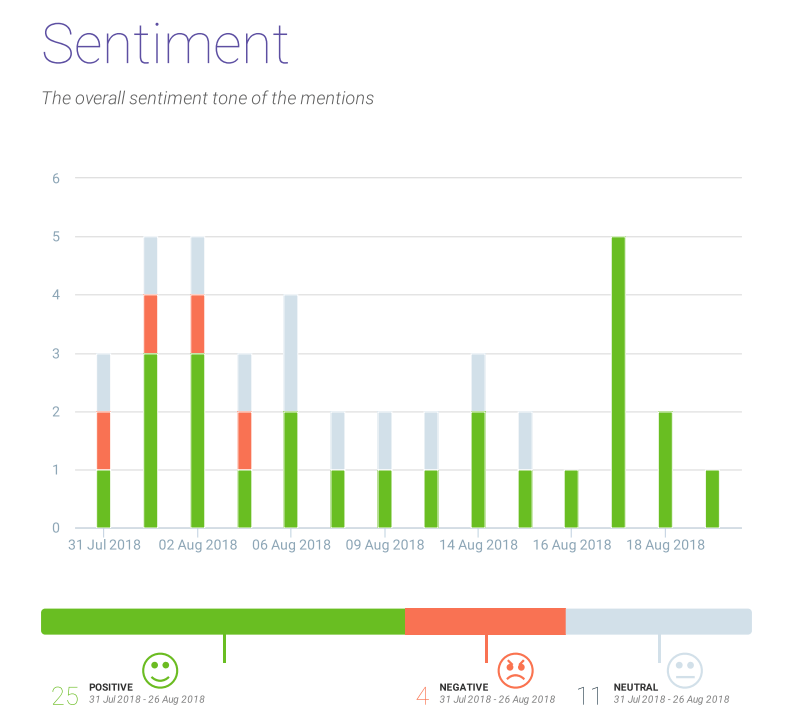 Sentiment
The overall sentiment tone of the mentions
6
5
4
3
2
1
0
31 Jul 2018 02 Aug 2018 06 Aug 2018 09 Aug 2018 14 Aug 2018 16 Aug 2018 18 Aug 2018
25 POSITIVE
31 Jul 2018 - 26 Aug 2018
4 NEGATIVE
31 Jul 2018 - 26 Aug 2018
11 NEUTRAL
31 Jul 2018 - 26 Aug 2018